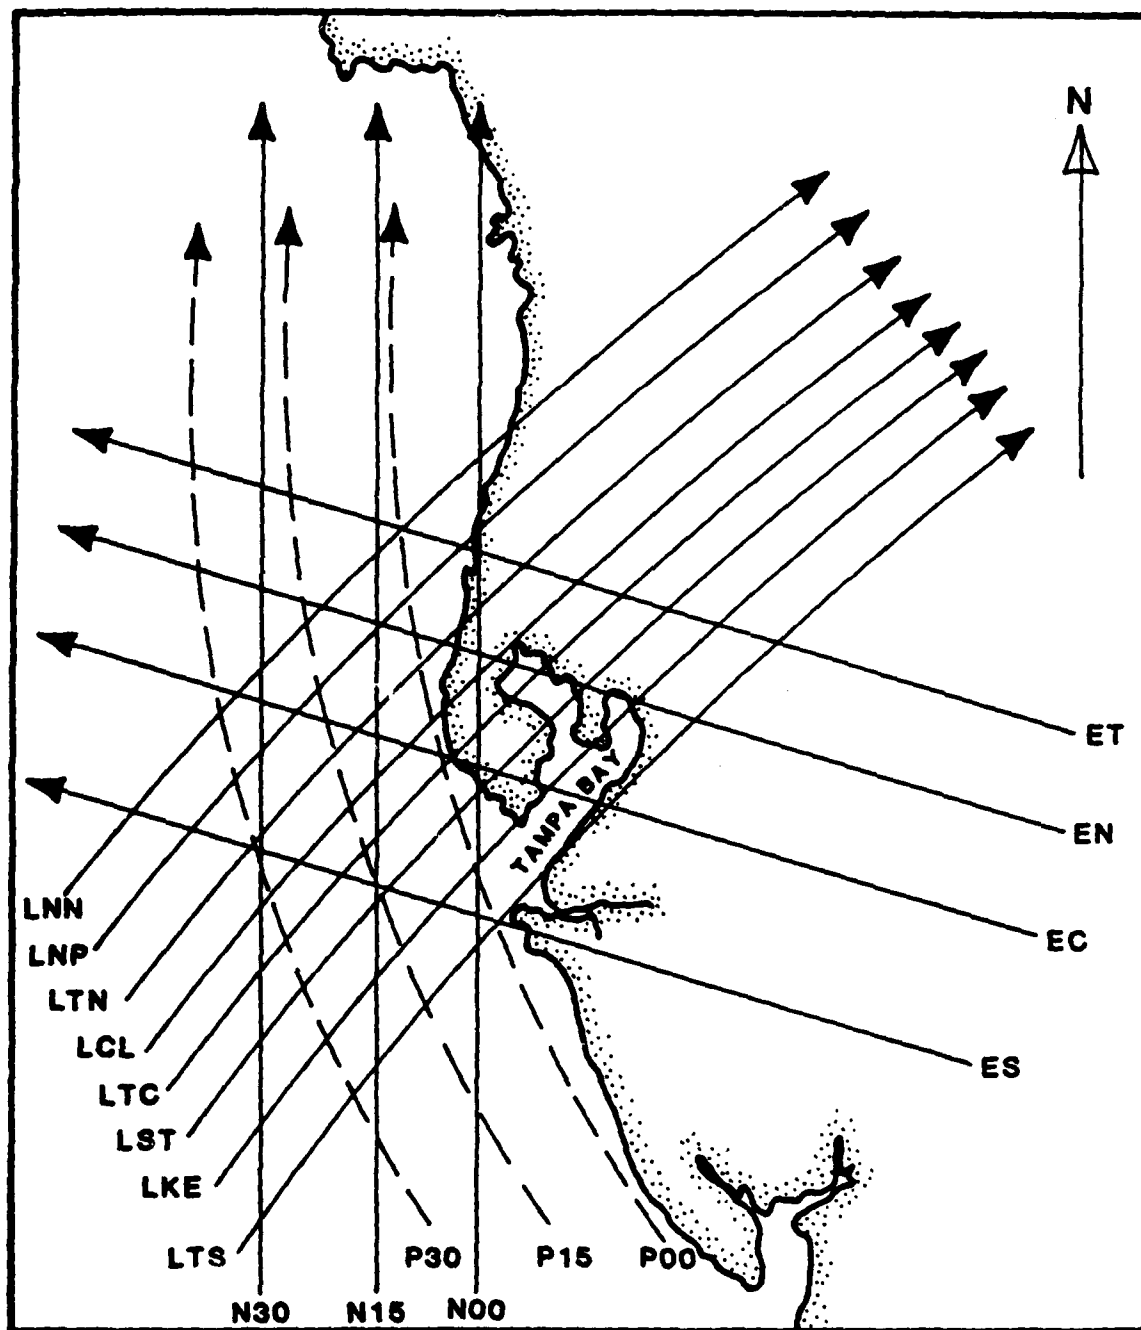 N
ET
EN
TAMPA BAY
LNN
EC
LNP
LTN
LCL
ES
LTC
LST
LKE
LTS
P30
P15
P00
N30
N15
N00